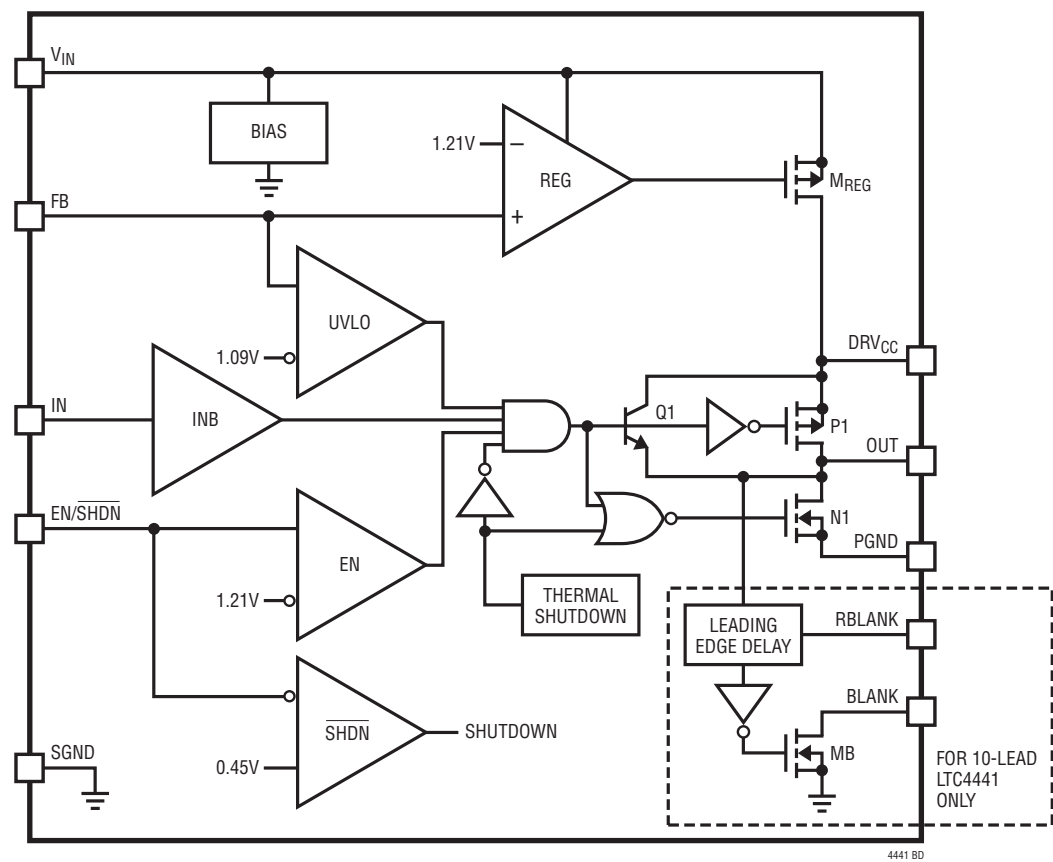 V_IN
BIAS
1.21V
−
REG
+
M_REG
FB
UVLO
1.09V
DRV_CC
IN
INB
Q1
P1
OUT
EN/S̅H̅D̅N̅
EN
N1
PGND
1.21V
THERMAL
SHUTDOWN
LEADING
EDGE DELAY
RBLANK
BLANK
S̅H̅D̅N̅
SHUTDOWN
MB
SGND
0.45V
FOR 10-LEAD
LTC4441
ONLY
4441 BD